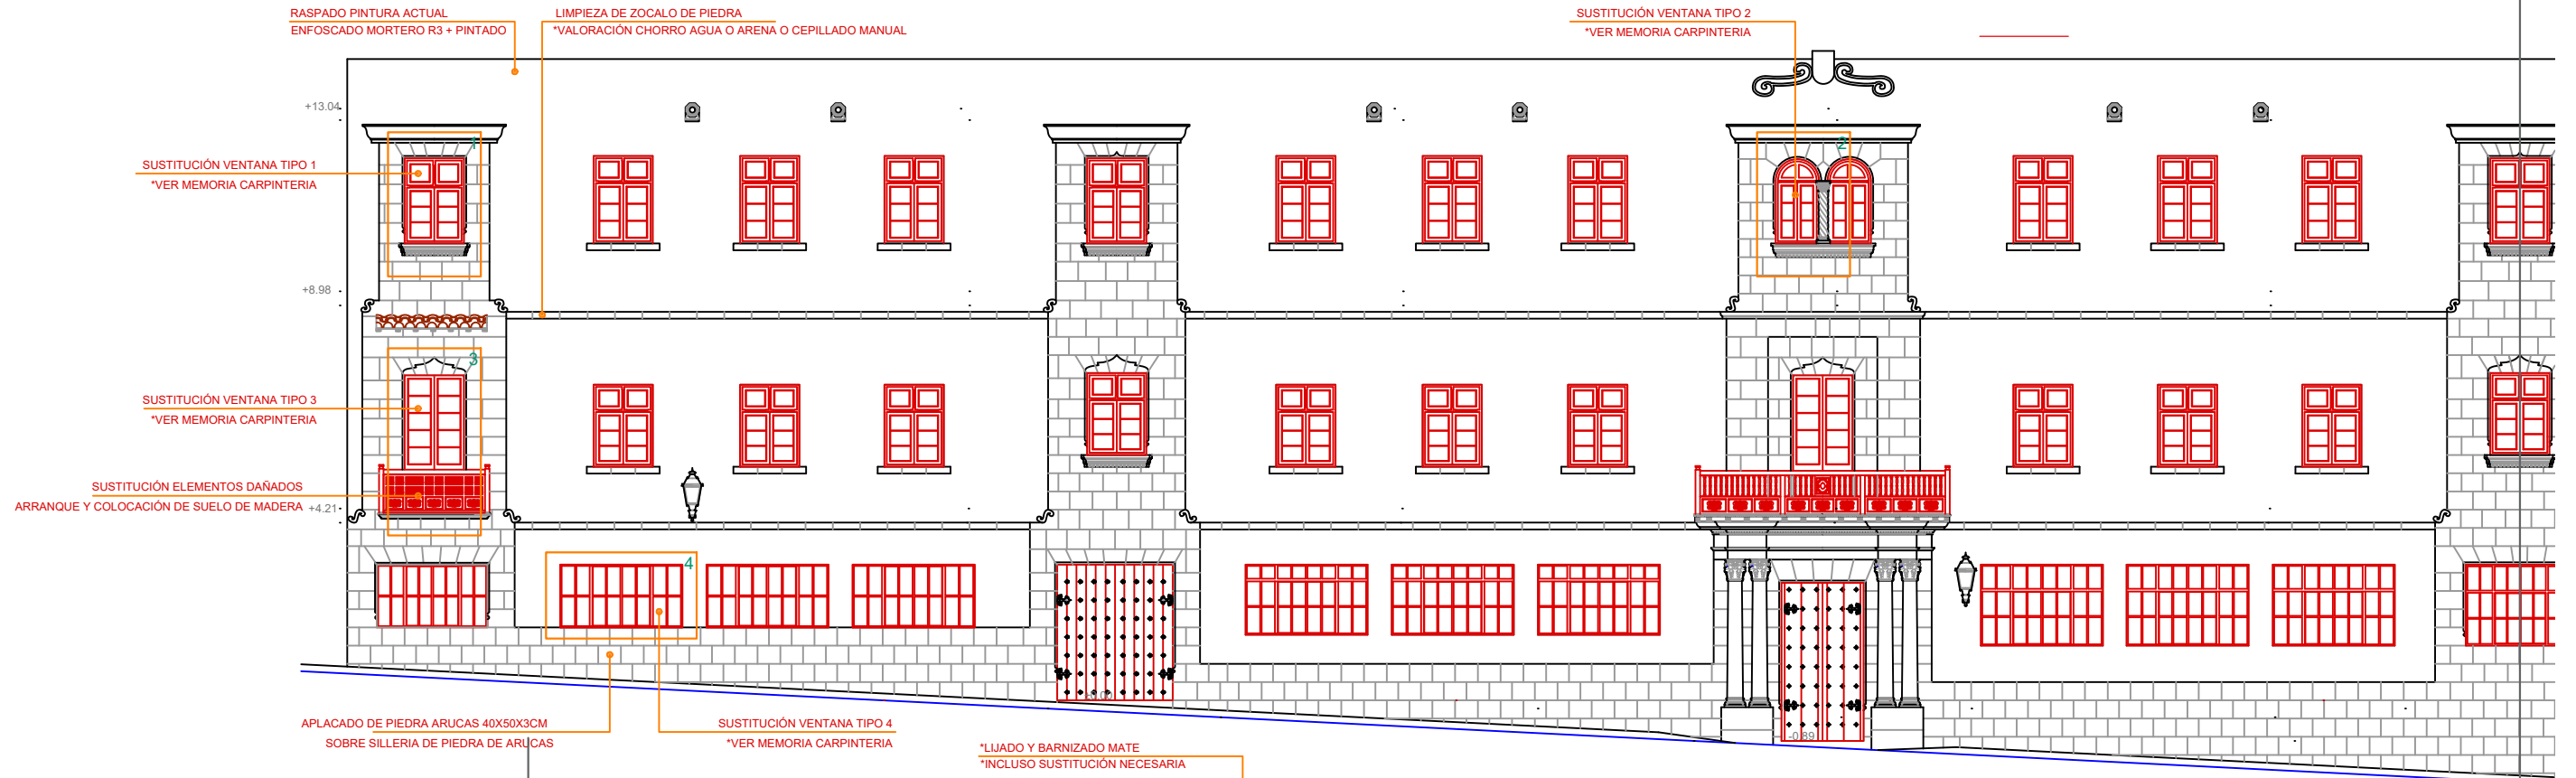 RASPADO PINTURA ACTUAL
ENFOSCADO MORTERO R3 + PINTADO
LIMPIEZA DE ZOCALO DE PIEDRA
*VALORACIÓN CHORRO AGUA O ARENA O CEPILLADO MANUAL
SUSTITUCIÓN VENTANA TIPO 2
*VER MEMORIA CARPINTERIA
+13.04
1
2
SUSTITUCIÓN VENTANA TIPO 1
*VER MEMORIA CARPINTERIA
+8.98
3
SUSTITUCIÓN VENTANA TIPO 3
*VER MEMORIA CARPINTERIA
SUSTITUCIÓN ELEMENTOS DAÑADOS
ARRANQUE Y COLOCACIÓN DE SUELO DE MADERA
+4.21
4
-0.00
-0.89
APLACADO DE PIEDRA ARUCAS 40X50X3CM
SOBRE SILLERIA DE PIEDRA DE ARUCAS
SUSTITUCIÓN VENTANA TIPO 4
*VER MEMORIA CARPINTERIA
*LIJADO Y BARNIZADO MATE
*INCLUSO SUSTITUCIÓN NECESARIA